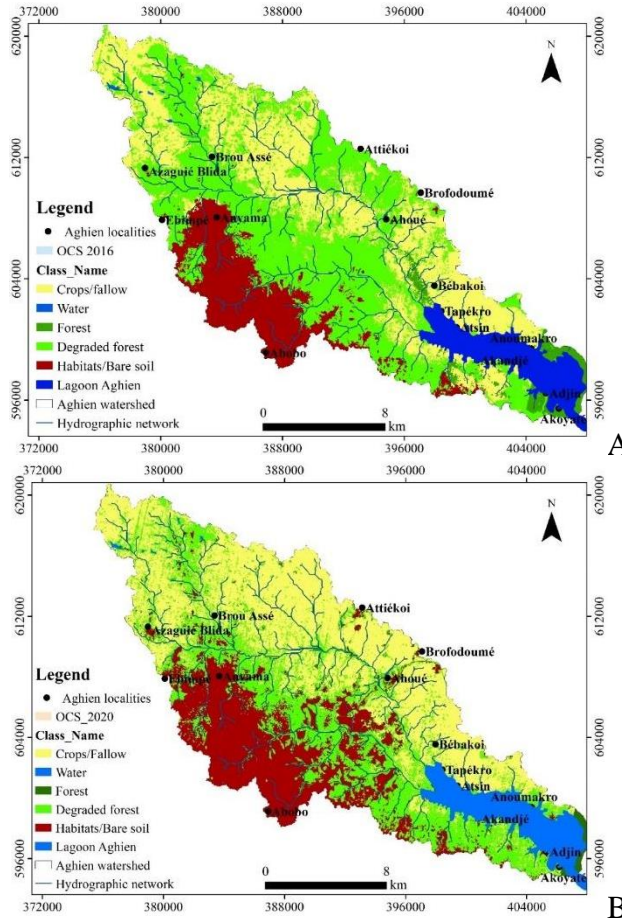 372000 380000 388000 396000 404000
620000
N
612000
Attiékoi
Brou Assé
Azaguié Blida
Brofodoumé
Legend
Ebimpé
Anyama
Ahoué
Aghien localities
OCS 2016
Class_Name
604000
Bébakoi
Crops/fallow
Water
Tapékro
Forest
Atsin
Anoumakro
Degraded forest
Habitats/Bare soil
Abobo
Akandjé
Lagoon Aghien
Aghien watershed
596000
0 8
Adjin
Hydrographic network
km
Akoyaté
372000 380000 388000 396000 404000
A
620000
N
612000
Attiékoi
Brou Assé
Azaguié Blida
Brofodoumé
Legend
Ebimpé
Anyama
Ahoué
Aghien localities
OCS_2020
Class_Name
604000
Bébakoi
Crops/Fallow
Water
Tapékro
Forest
Atsin
Anoumakro
Degraded forest
Habitats/Bare soil
Abobo
Akandjé
Lagoon Aghien
Aghien watershed
596000
0 8
Adjin
Hydrographic network
km
Akoyaté
372000 380000 388000 396000 404000
B